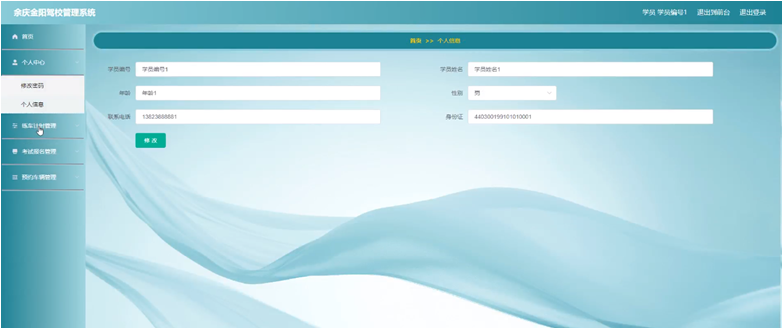 余庆金阳驾校管理系统
学员 学员编号1 退出到前台 退出登录
首页
首页 >> 个人信息
个人中心
学员编号 学员编号1 学员姓名 学员姓名1
修改密码
年龄 年龄1 性别 男
个人信息
联系电话 13823888881 身份证 440300199101010001
练车计时管理
修改
考试报名管理
预约车辆管理